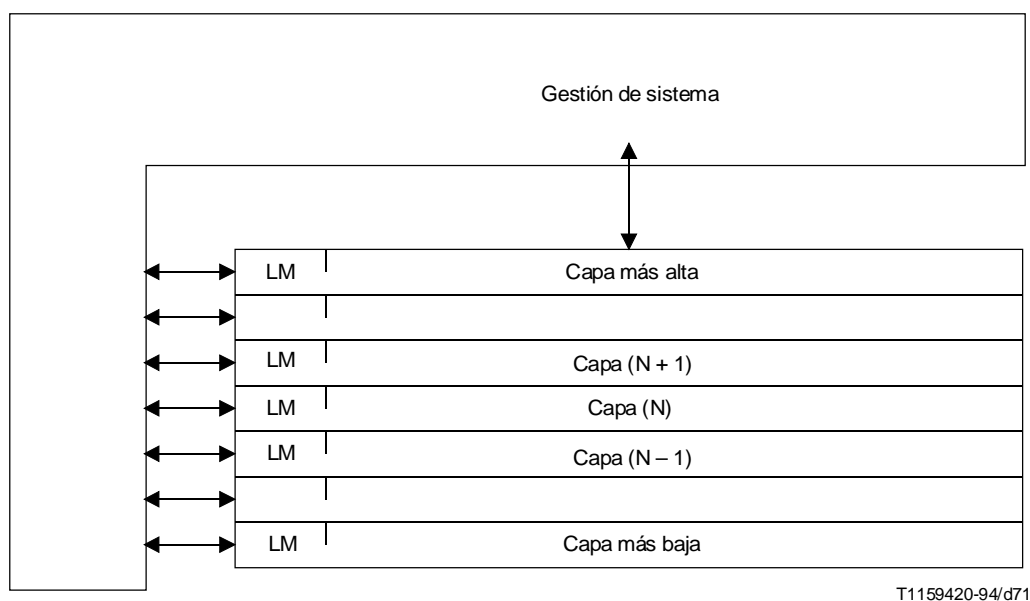 Gestión de sistema
LM Capa más alta
LM Capa (N + 1)
LM Capa (N)
LM Capa (N – 1)
LM Capa más baja
T1159420-94/d71